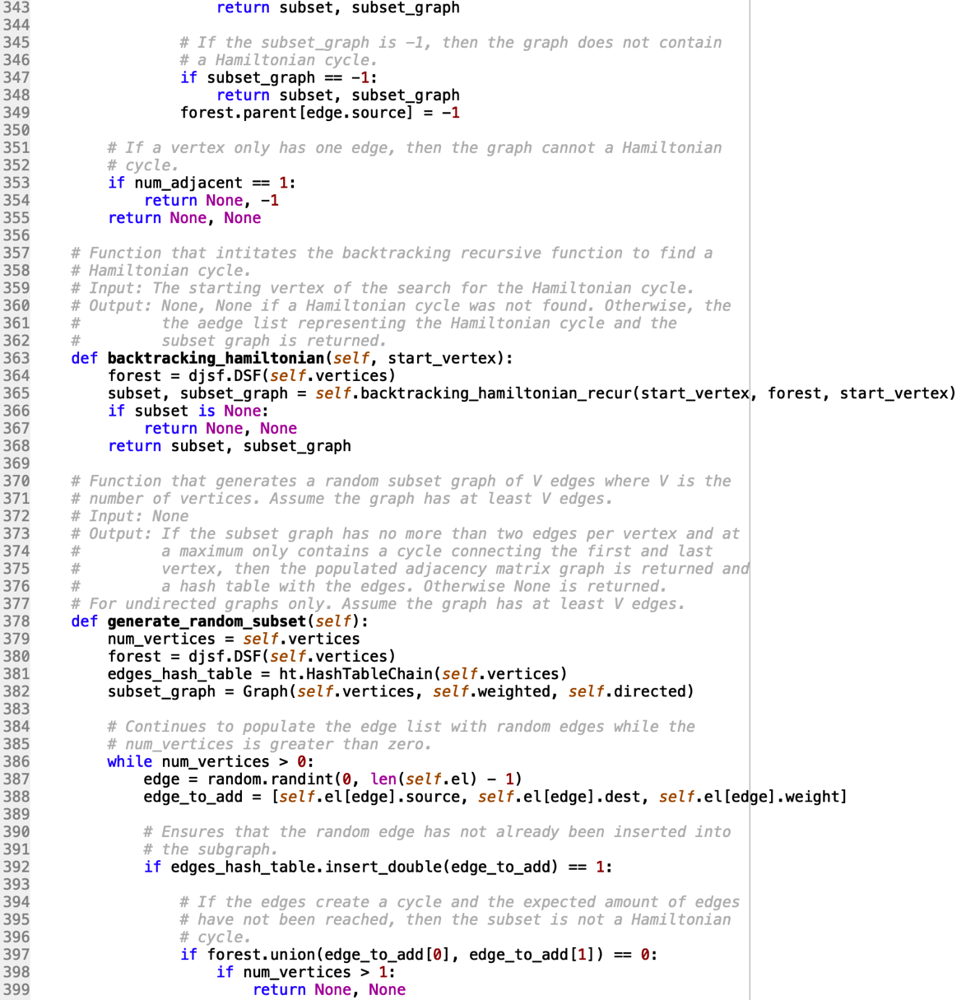 343                     return subset, subset_graph
344
345                 # If the subset_graph is -1, then the graph does not contain
346                 # a Hamiltonian cycle.
347                 if subset_graph == -1:
348                     return subset, subset_graph
349                 forest.parent[edge.source] = -1
350
351         # If a vertex only has one edge, then the graph cannot a Hamiltonian
352         # cycle.
353         if num_adjacent == 1:
354             return None, -1
355         return None, None
356
357     # Function that intitates the backtracking recursive function to find a
358     # Hamiltonian cycle.
359     # Input: The starting vertex of the search for the Hamiltonian cycle.
360     # Output: None, None if a Hamiltonian cycle was not found. Otherwise, the
361     #         the aedge list representing the Hamiltonian cycle and the
362     #         subset graph is returned.
363     def backtracking_hamiltonian(self, start_vertex):
364         forest = djsf.DSF(self.vertices)
365         subset, subset_graph = self.backtracking_hamiltonian_recur(start_vertex, forest, start_vertex)
366         if subset is None:
367             return None, None
368         return subset, subset_graph
369
370     # Function that generates a random subset graph of V edges where V is the
371     # number of vertices. Assume the graph has at least V edges.
372     # Input: None
373     # Output: If the subset graph has no more than two edges per vertex and at
374     #         a maximum only contains a cycle connecting the first and last
375     #         vertex, then the populated adjacency matrix graph is returned and
376     #         a hash table with the edges. Otherwise None is returned.
377     # For undirected graphs only. Assume the graph has at least V edges.
378     def generate_random_subset(self):
379         num_vertices = self.vertices
380         forest = djsf.DSF(self.vertices)
381         edges_hash_table = ht.HashTableChain(self.vertices)
382         subset_graph = Graph(self.vertices, self.weighted, self.directed)
383
384         # Continues to populate the edge list with random edges while the
385         # num_vertices is greater than zero.
386         while num_vertices > 0:
387             edge = random.randint(0, len(self.el) - 1)
388             edge_to_add = [self.el[edge].source, self.el[edge].dest, self.el[edge].weight]
389
390             # Ensures that the random edge has not already been inserted into
391             # the subgraph.
392             if edges_hash_table.insert_double(edge_to_add) == 1:
393
394                 # If the edges create a cycle and the expected amount of edges
395                 # have not been reached, then the subset is not a Hamiltonian
396                 # cycle.
397                 if forest.union(edge_to_add[0], edge_to_add[1]) == 0:
398                     if num_vertices > 1:
399                         return None, None